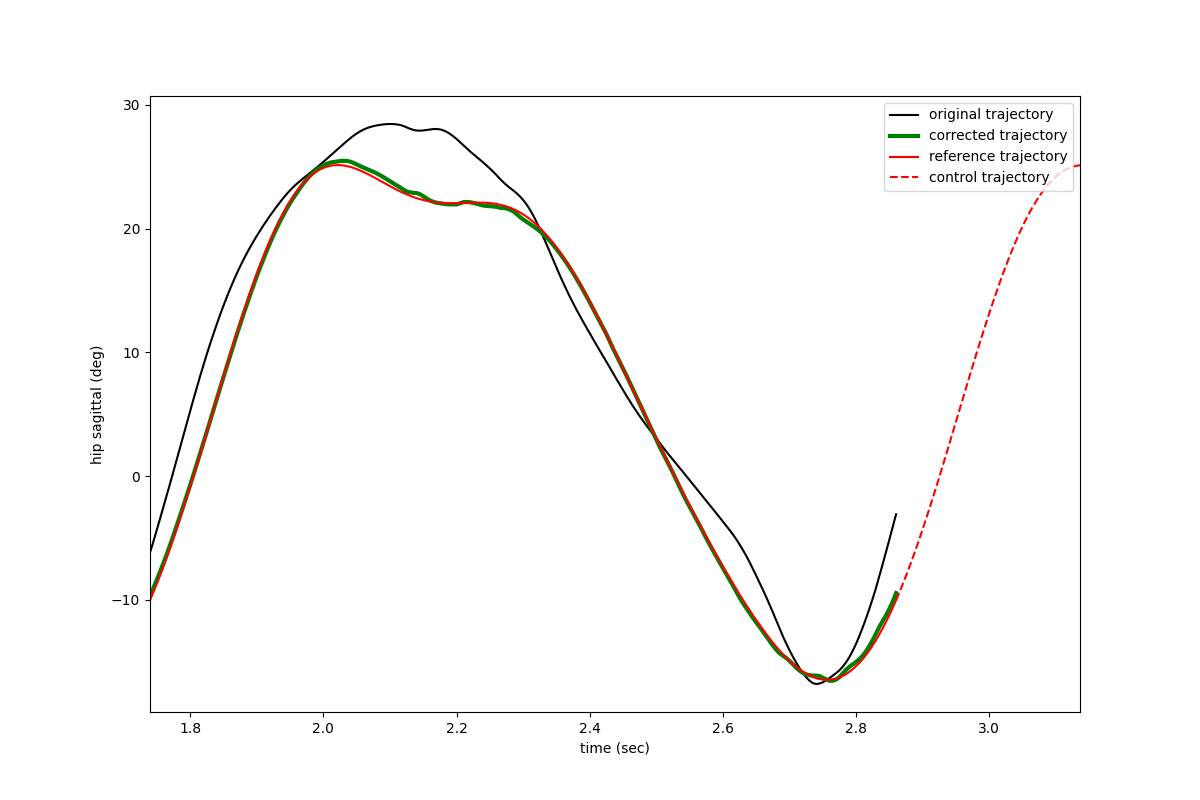 original trajectory
corrected trajectory
reference trajectory
control trajectory
30
20
10
0
−10
hip sagittal (deg)
1.8 2.0 2.2 2.4 2.6 2.8 3.0
time (sec)